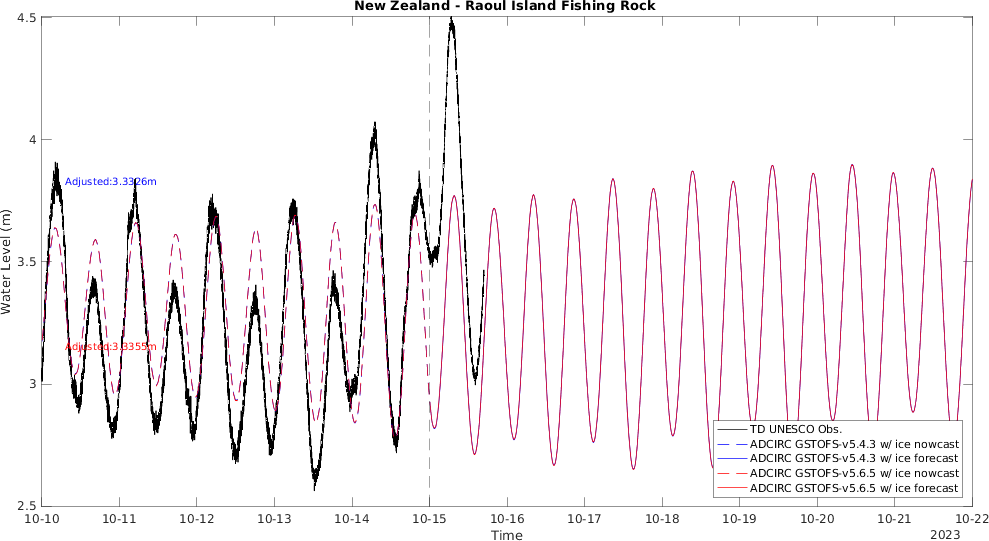 New Zealand - Raoul Island Fishing Rock
4.5
4
3.5
3
2.5
Water Level (m)
Adjusted:3.3326m
Adjusted:3.3355m
TD UNESCO Obs.
ADCIRC GSTOFS-v5.4.3 w/ ice nowcast
ADCIRC GSTOFS-v5.4.3 w/ ice forecast
ADCIRC GSTOFS-v5.6.5 w/ ice nowcast
ADCIRC GSTOFS-v5.6.5 w/ ice forecast
10-10 10-11 10-12 10-13 10-14 10-15 10-16 10-17 10-18 10-19 10-20 10-21 10-22
Time
2023